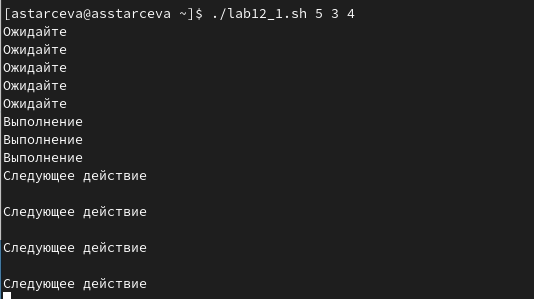 [astarceva@asstarceva ~]$ ./lab12_1.sh 5 3 4
Ожидайте
Ожидайте
Ожидайте
Ожидайте
Ожидайте
Выполнение
Выполнение
Выполнение
Следующее действие
Следующее действие
Следующее действие
Следующее действие